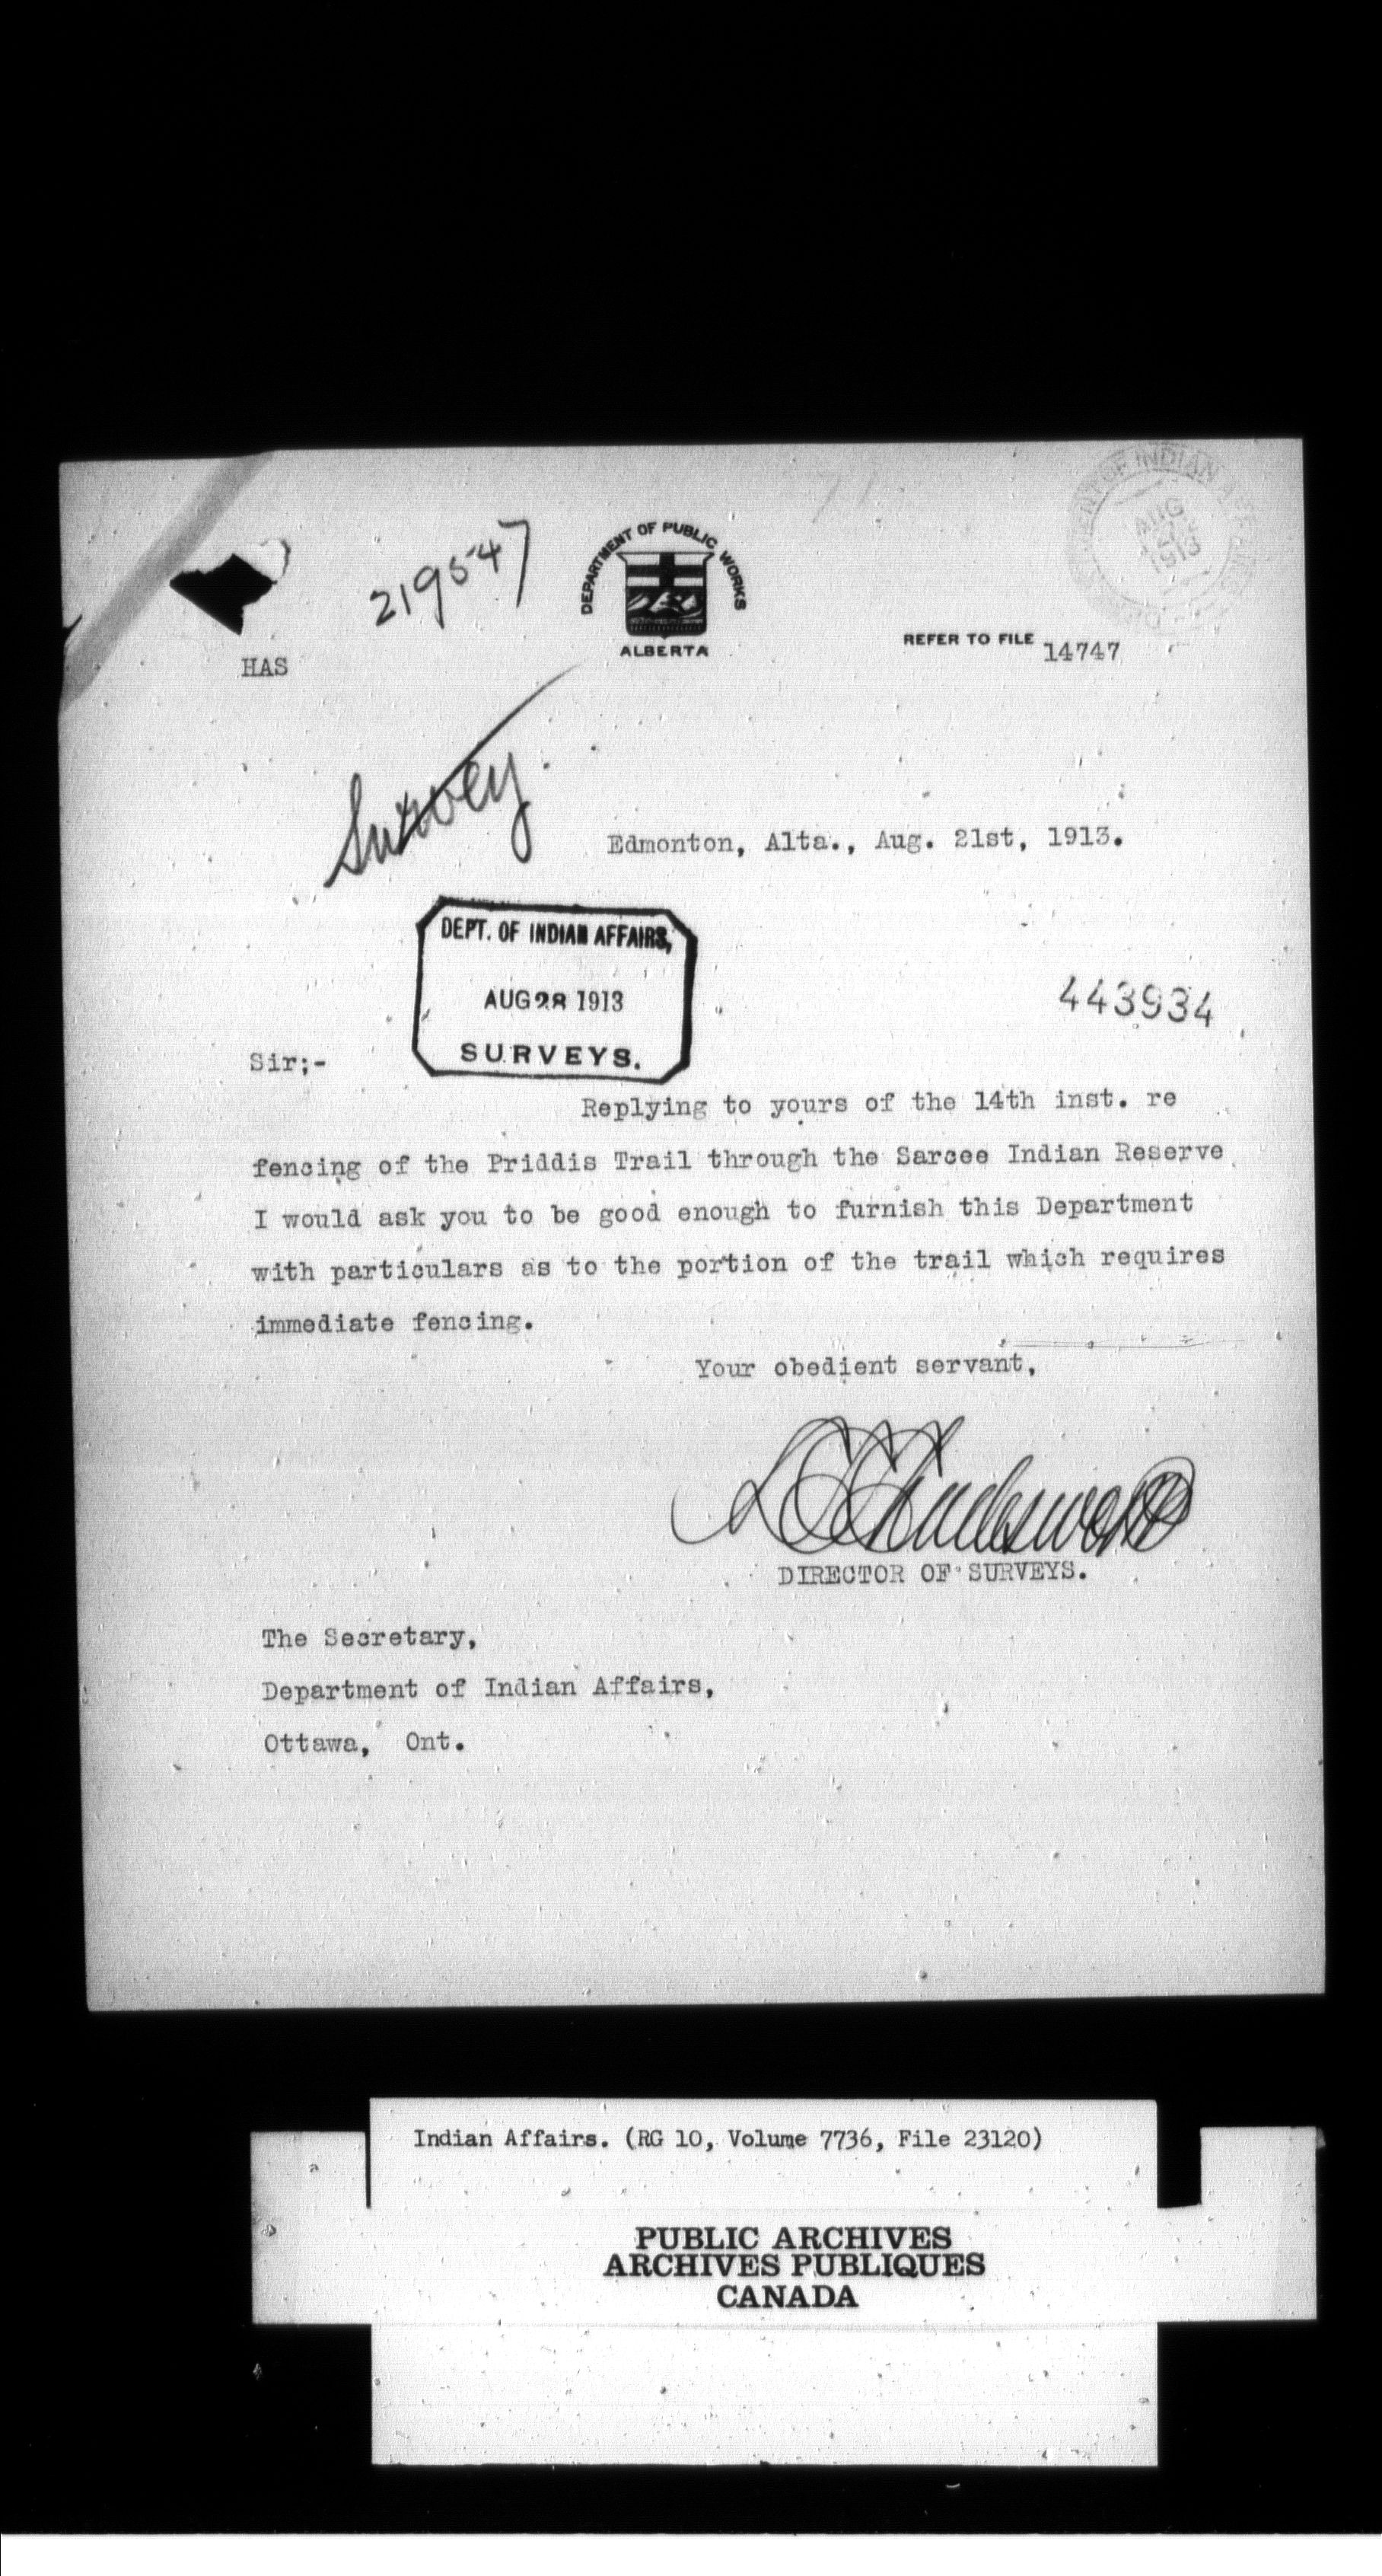 219547
DEPARTMENT OF PUBLIC WORKS
ALBERTA
AUG
1913
REFER TO FILE 14747
HAS
Survey.
Edmonton, Alta., Aug. 21st, 1913.
DEPT. OF INDIAN AFFAIRS,
AUG 28 1913
SURVEYS.
443934
Sir;-
Replying to yours of the 14th inst. re
fencing of the Priddis Trail through the Sarcee Indian Reserve
I would ask you to be good enough to furnish this Department
with particulars as to the portion of the trail which requires
immediate fencing.
Your obedient servant,
DIRECTOR OF SURVEYS.
The Secretary,
Department of Indian Affairs,
Ottawa, Ont.
Indian Affairs. (RG 10, Volume 7736, File 23120)
PUBLIC ARCHIVES
ARCHIVES PUBLIQUES
CANADA